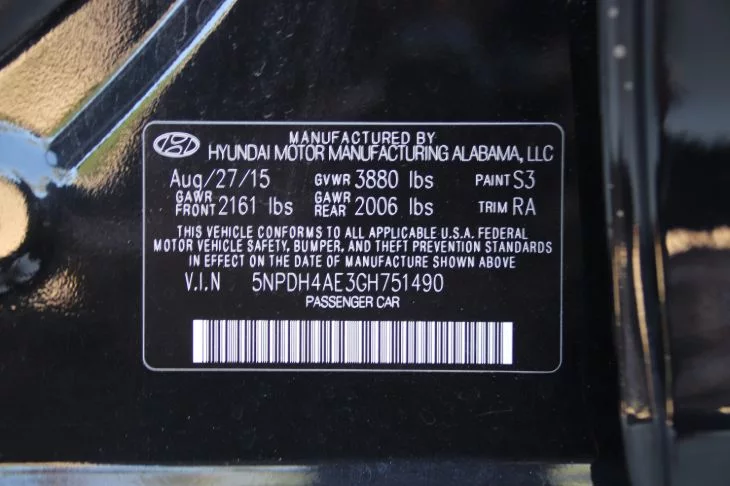 MANUFACTURED BY
HYUNDAI MOTOR MANUFACTURING ALABAMA, LLC
Aug/27/15 GVWR 3880 lbs PAINT S3
GAWR FRONT 2161 lbs GAWR REAR 2006 lbs TRIM RA
THIS VEHICLE CONFORMS TO ALL APPLICABLE U.S.A. FEDERAL
MOTOR VEHICLE SAFETY, BUMPER, AND THEFT PREVENTION STANDARDS
IN EFFECT ON THE DATE OF MANUFACTURE SHOWN ABOVE
V.I.N 5NPDH4AE3GH751490
PASSENGER CAR